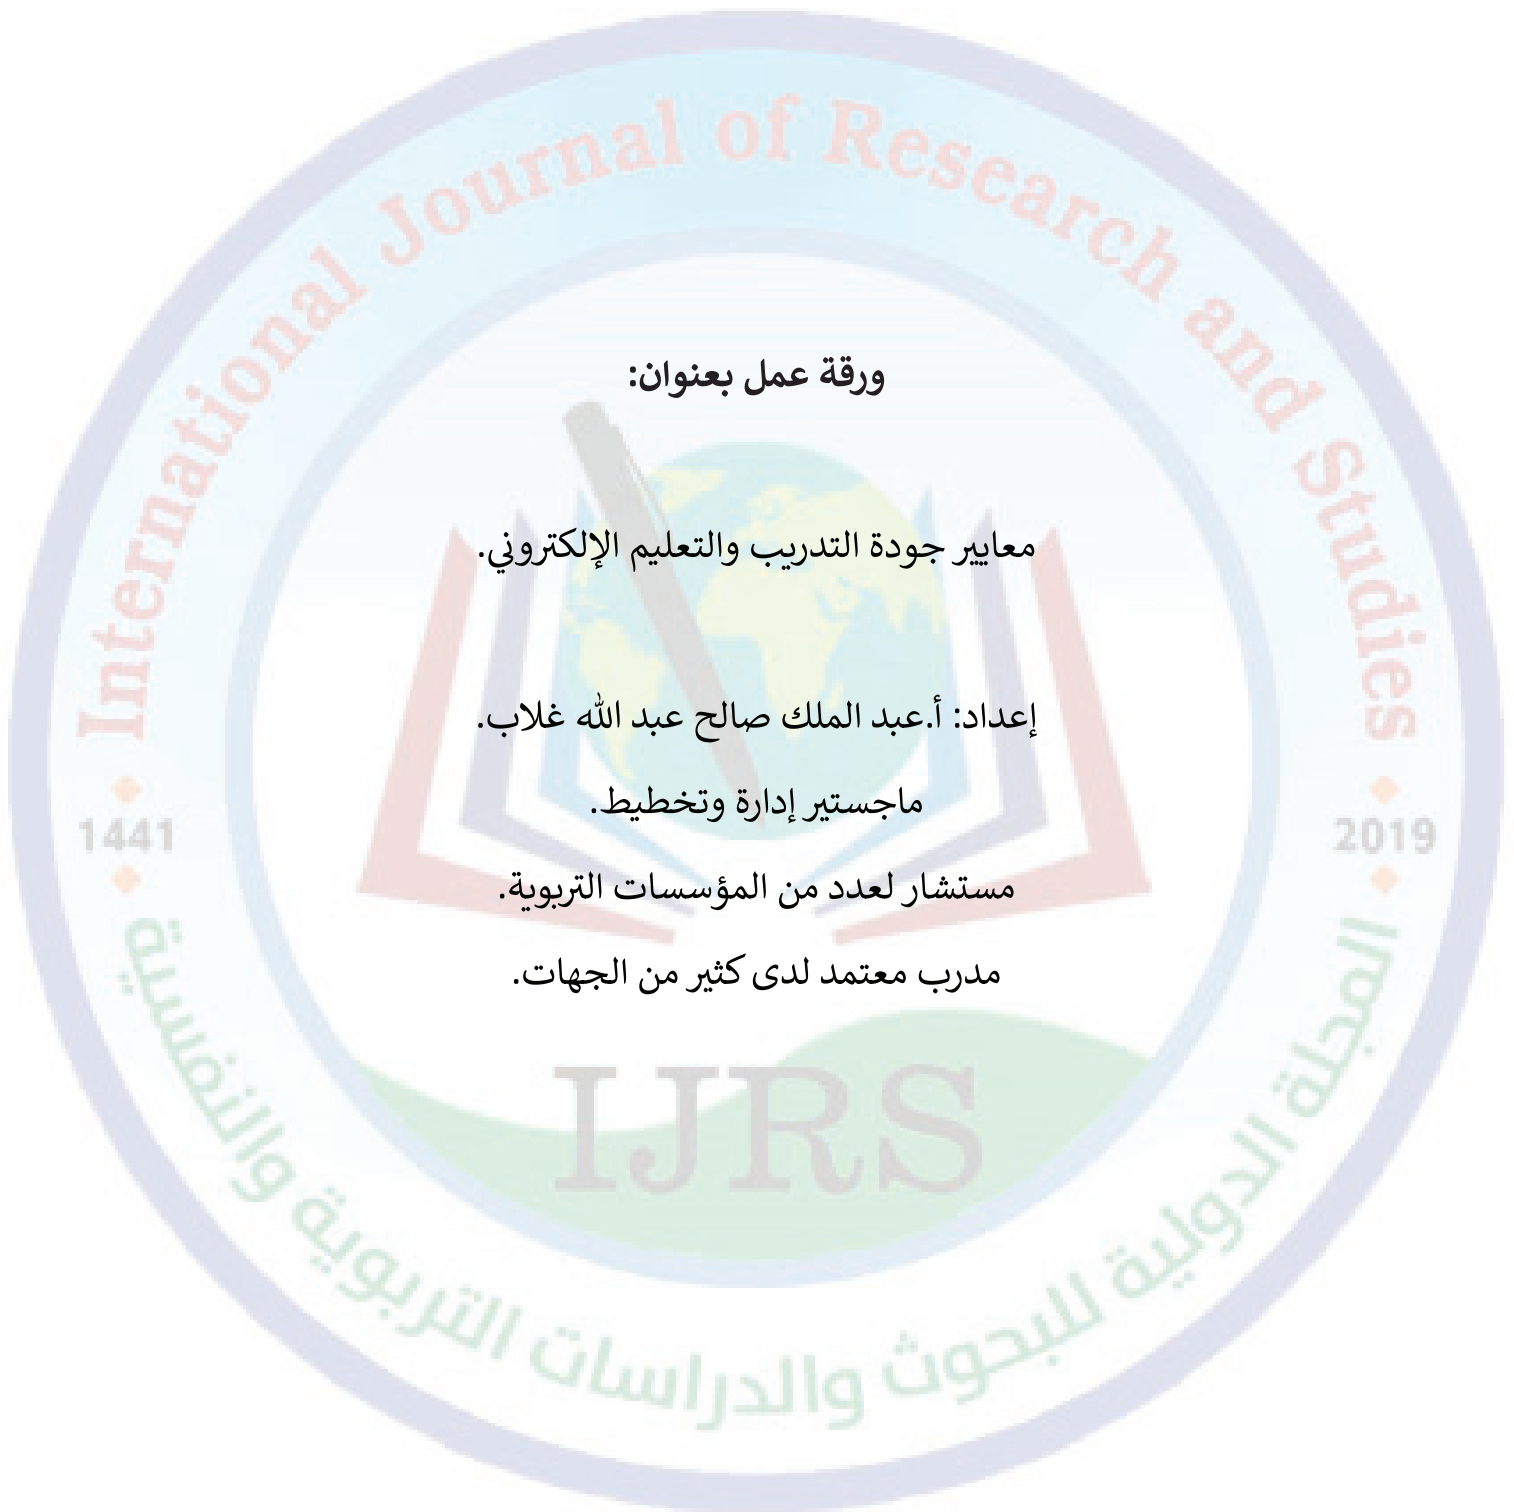 International Journal of Research and Studies
ورقة عمل بعنوان:
معايير جودة التدريب والتعليم الإلكتروني.
إعداد: أ.عبد الملك صالح عبد الله غلاب.
ماجستير إدارة وتخطيط.
1441
2019
مستشار لعدد من المؤسسات التربوية.
مدرب معتمد لدى كثير من الجهات.
IJRS
المجلة الدولية للبحوث والدراسات التربوية والنفسية